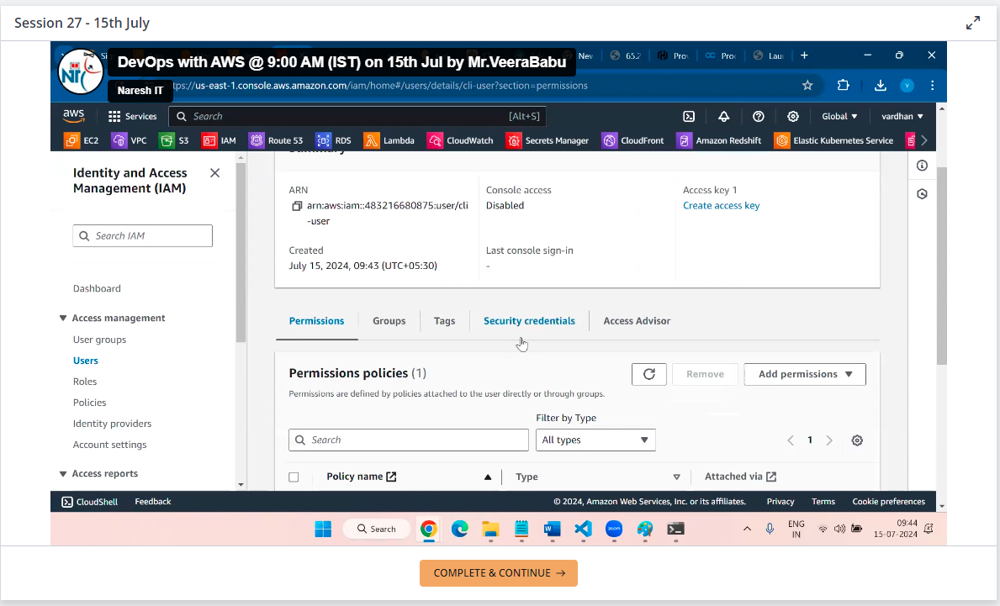 Session 27 - 15th July
DevOps with AWS @ 9:00 AM (IST) on 15th Jul by Mr.VeeraBabu
Nev
65.2
Pro
Pro
Lau
Naresh IT
tps://us-east-1.console.aws.amazon.com/iam/home#/users/details/cli-user?section=permissions
aws
Services
Search
[Alt+S]
Global
vardhan
EC2
VPC
S3
IAM
Route 53
RDS
Lambda
CloudWatch
Secrets Manager
CloudFront
Amazon Redshift
Elastic Kubernetes Service
Summary
Identity and Access
Management (IAM)
Search IAM
Dashboard
Access management
User groups
Users
Roles
Policies
Identity providers
Account settings
Access reports
ARN
arn:aws:iam::483216680875:user/cli
-user
Console access
Disabled
Access key 1
Create access key
Created
July 15, 2024, 09:43 (UTC+05:30)
Last console sign-in
-
Permissions
Groups
Tags
Security credentials
Access Advisor
Permissions policies (1)
Remove
Add permissions
Permissions are defined by policies attached to the user directly or through groups.
Filter by Type
Search
All types
1
Policy name
Type
Attached via
CloudShell
Feedback
© 2024, Amazon Web Services, Inc. or its affiliates.
Privacy
Terms
Cookie preferences
Search
ENG
IN
09:44
15-07-2024
COMPLETE & CONTINUE →